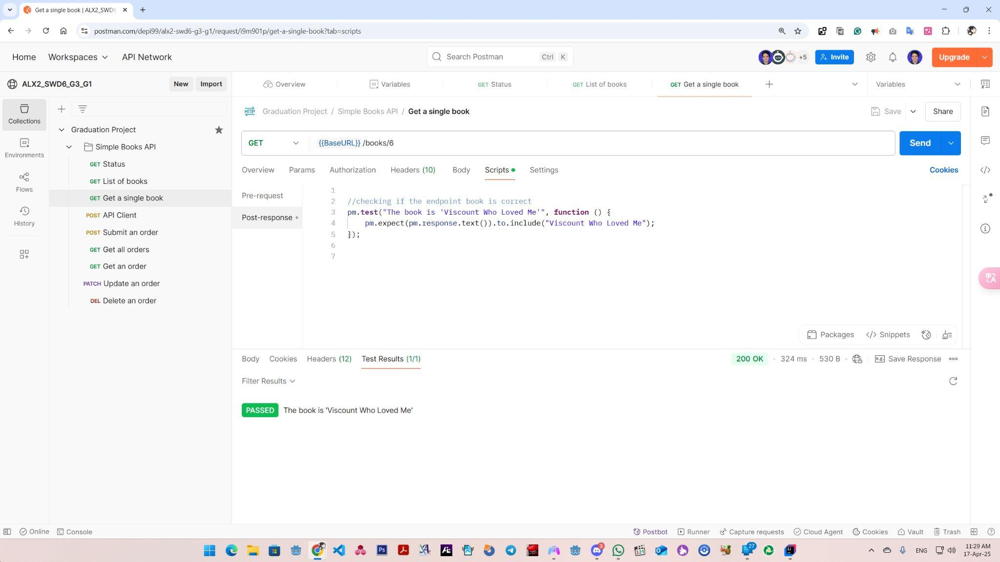 Get a single book | ALX2_SWD6
postman.com/depi99/alx2-swd6-g3-g1/request/i9m901p/get-a-single-book?tab=scripts
Home Workspaces API Network Search Postman Ctrl K +5 Invite Upgrade
ALX2_SWD6_G3_G1 New Import
Overview Variables GET Status GET List of books GET Get a single book Variables
Collections
Environments
Flows
History
Graduation Project
Simple Books API
GET Status
GET List of books
GET Get a single book
POST API Client
POST Submit an order
GET Get all orders
GET Get an order
PATCH Update an order
DEL Delete an order
HTTP Graduation Project / Simple Books API / Get a single book Save Share
GET {{BaseURL}} /books/6 Send
Overview Params Authorization Headers (10) Body Scripts Settings Cookies
Pre-request
Post-response
1
2 //checking if the endpoint book is correct
3 pm.test("The book is 'Viscount Who Loved Me'", function () {
4 pm.expect(pm.response.text()).to.include("Viscount Who Loved Me");
5 });
6
7
Packages </> Snippets
Body Cookies Headers (12) Test Results (1/1) 200 OK 324 ms 530 B e.g. Save Response
Filter Results
PASSED The book is 'Viscount Who Loved Me'
Online Console Postbot Runner Capture requests Cloud Agent Cookies Vault Trash
Ps 321 3 27 ENG 11:29 AM
17-Apr-25